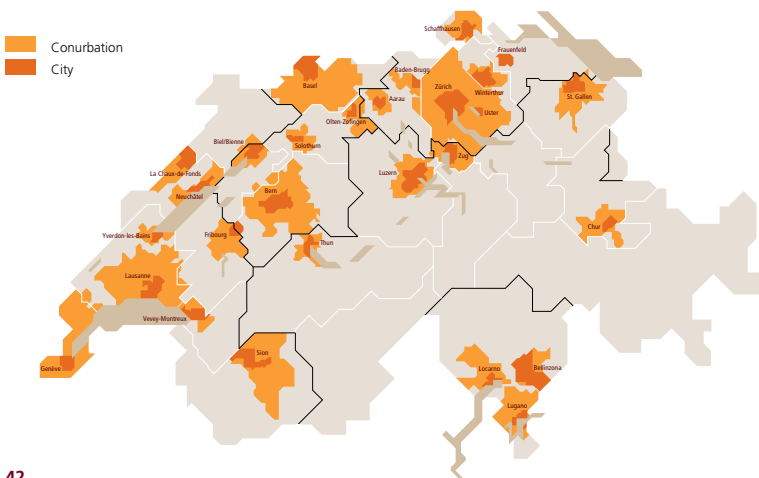 Conurbation
City
Schaffhausen
Frauenfeld
Basel
Baden-Brugg
Zürich
Winterthur
St. Gallen
Aarau
Olten-Zofingen
Uster
Biel/Bienne
Solothurn
Zug
La Chaux-de-Fonds
Luzern
Neuchâtel
Bern
Chur
Yverdon-les-Bains
Fribourg
Thun
Lausanne
Vevey-Montreux
Sion
Genève
Locarno
Bellinzona
Lugano
42